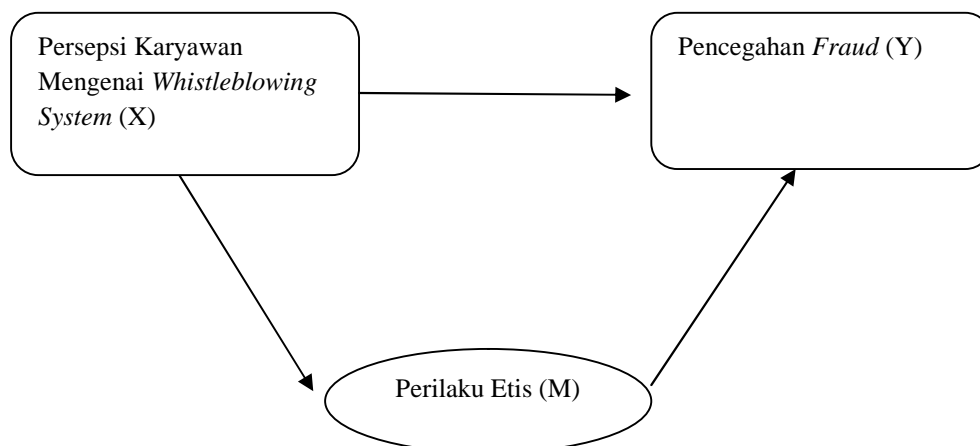 Persepsi Karyawan
Mengenai Whistleblowing
System (X)
Pencegahan Fraud (Y)
Perilaku Etis (M)